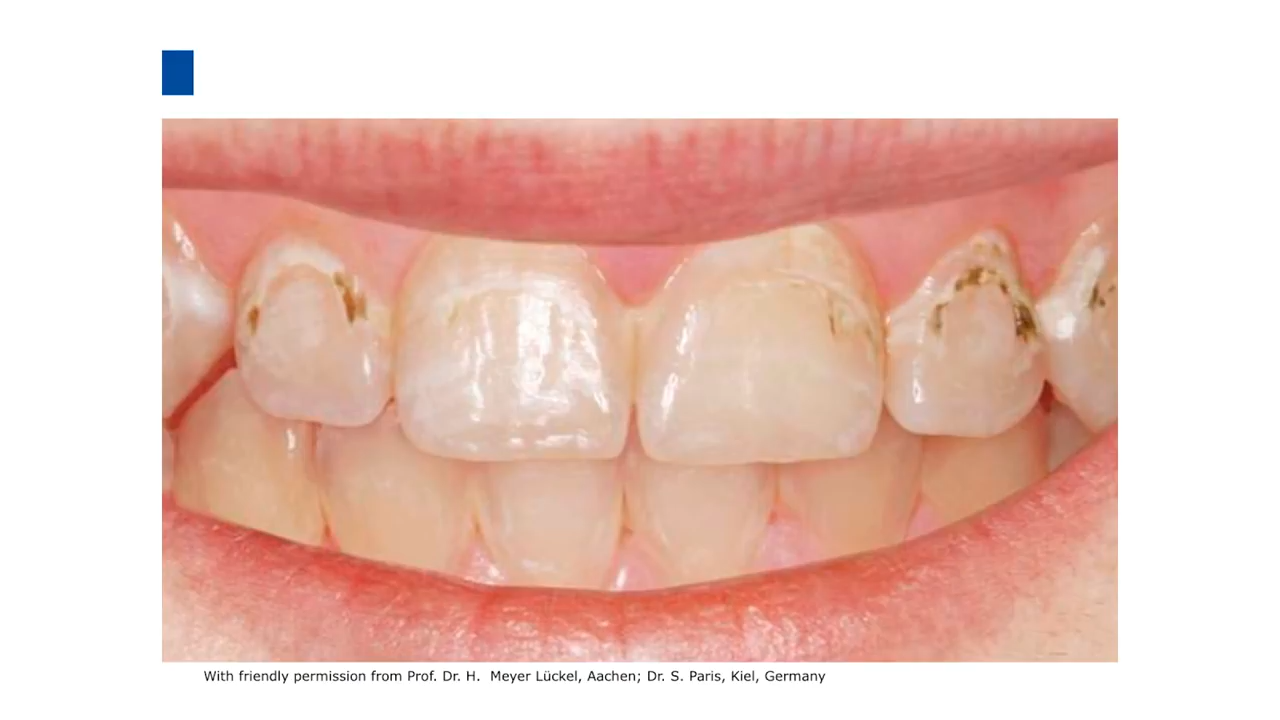 With friendly permission from Prof. Dr. H. Meyer Lückel, Aachen; Dr. S. Paris, Kiel, Germany